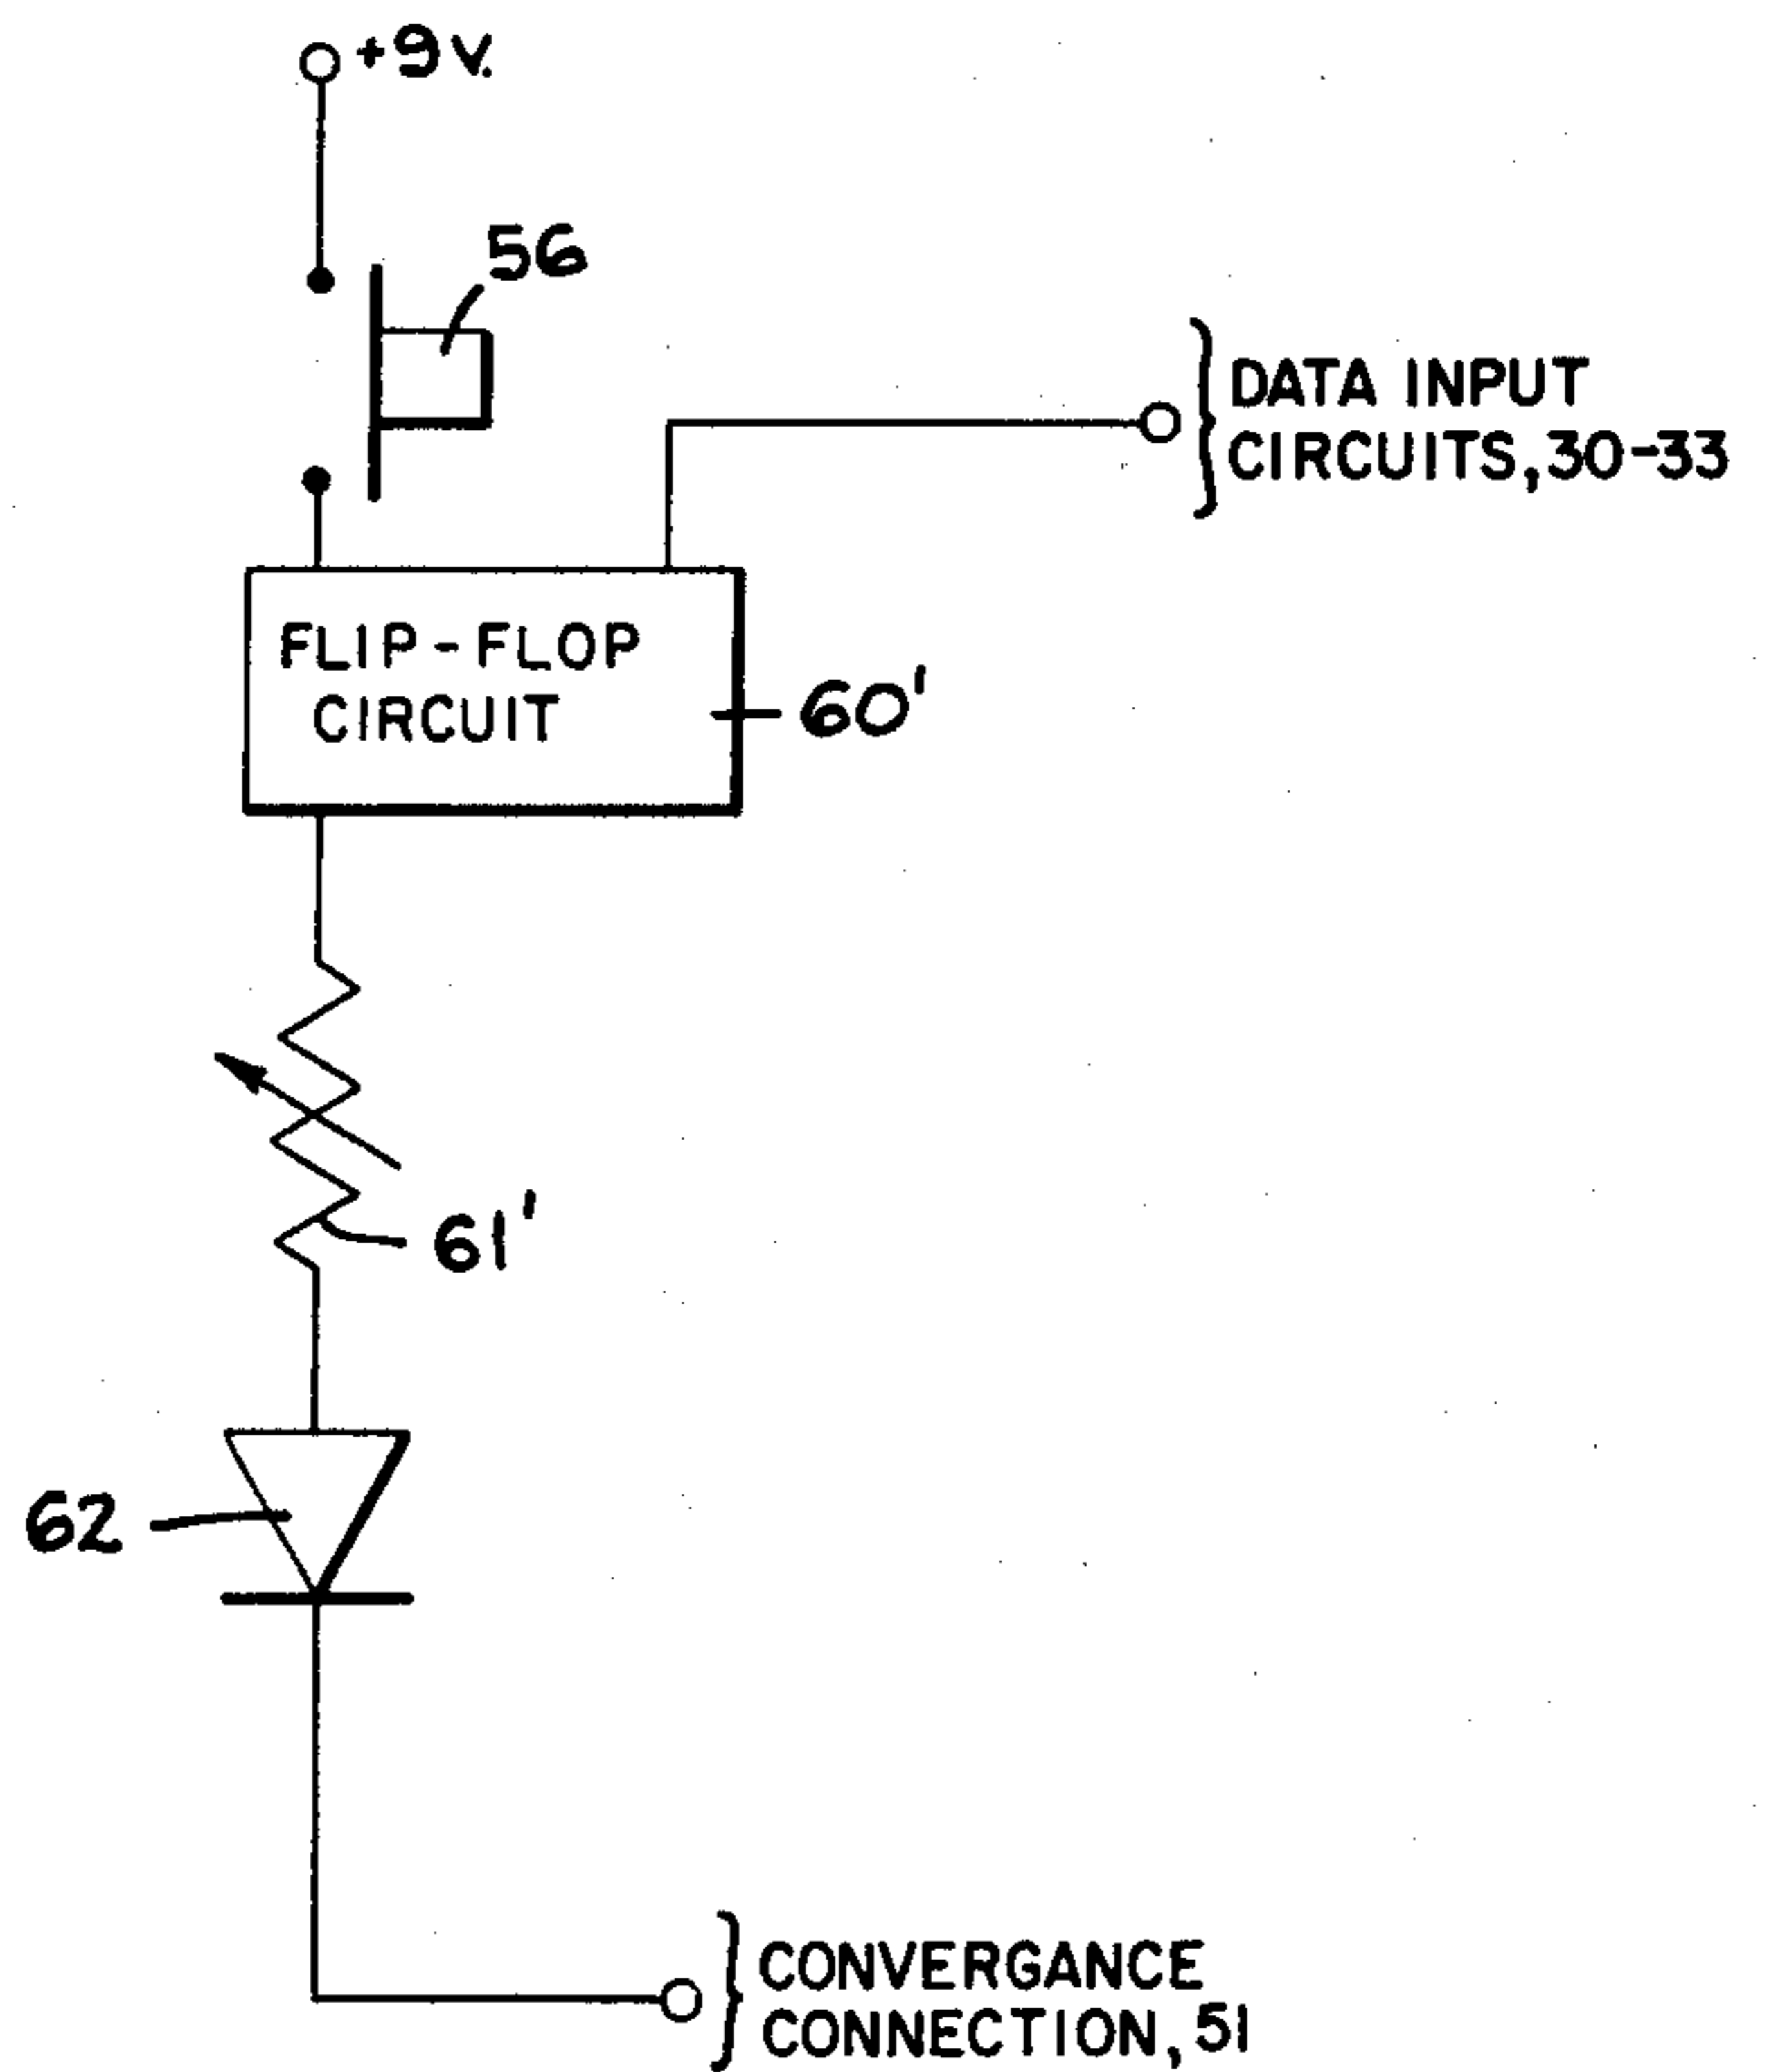 +9V.
56
DATA INPUT
CIRCUITS,30-33
FLIP-FLOP
CIRCUIT
60'
61'
62
CONVERGANCE
CONNECTION,51